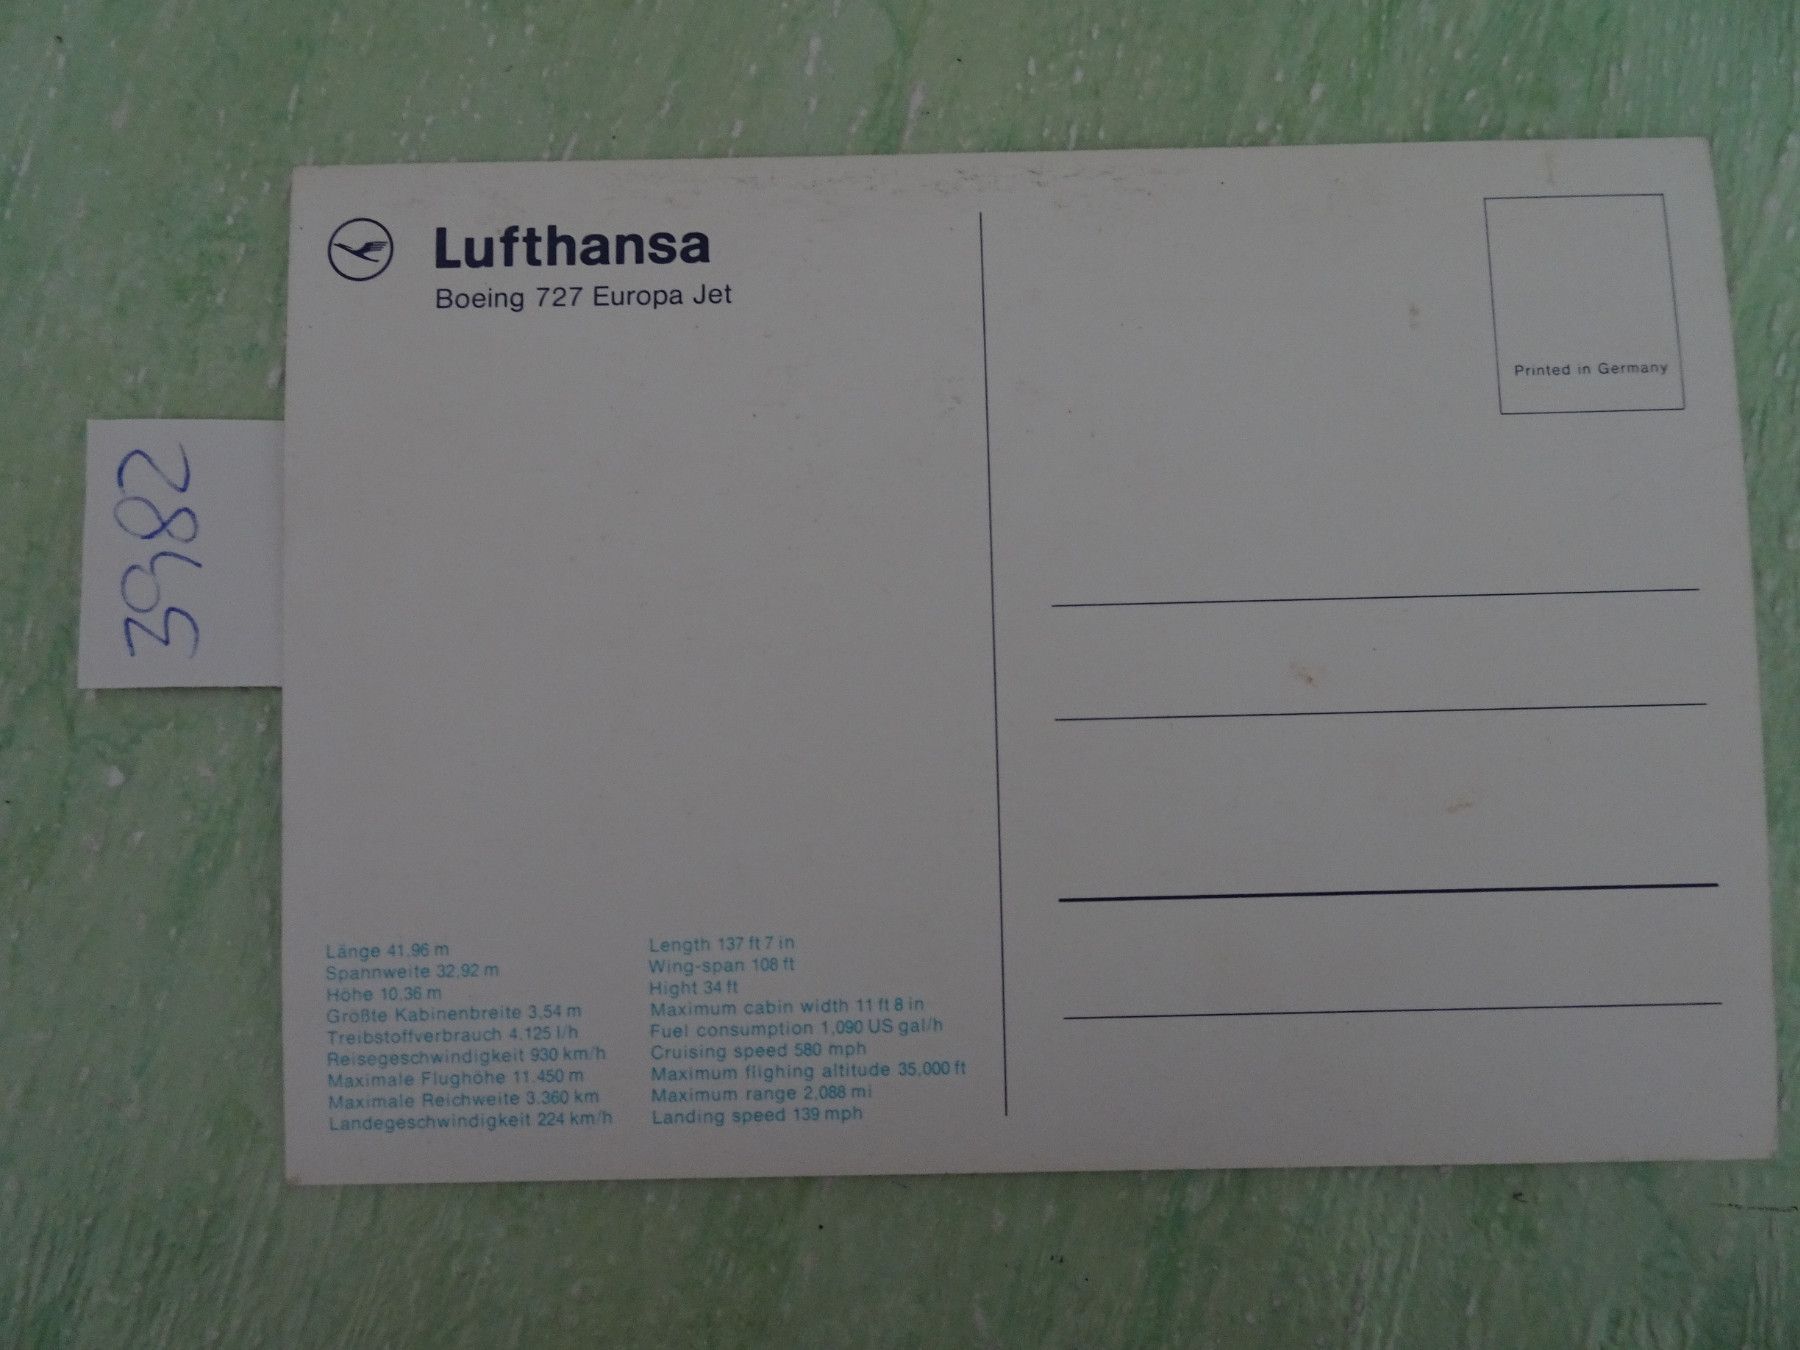 Lufthansa
Boeing 727 Europa Jet
Printed in Germany
3982
Länge 41,96 m
Spannweite 32,92 m
Höhe 10,36 m
Größte Kabinenbreite 3,54 m
Treibstoffverbrauch 4.125 l/h
Reisegeschwindigkeit 930 km/h
Maximale Flughöhe 11.450 m
Maximale Reichweite 3.360 km
Landegeschwindigkeit 224 km/h
Length 137 ft 7 in
Wing-span 108 ft
Hight 34 ft
Maximum cabin width 11 ft 8 in
Fuel consumption 1,090 US gal/h
Cruising speed 580 mph
Maximum flighing altitude 35,000 ft
Maximum range 2,088 mi
Landing speed 139 mph